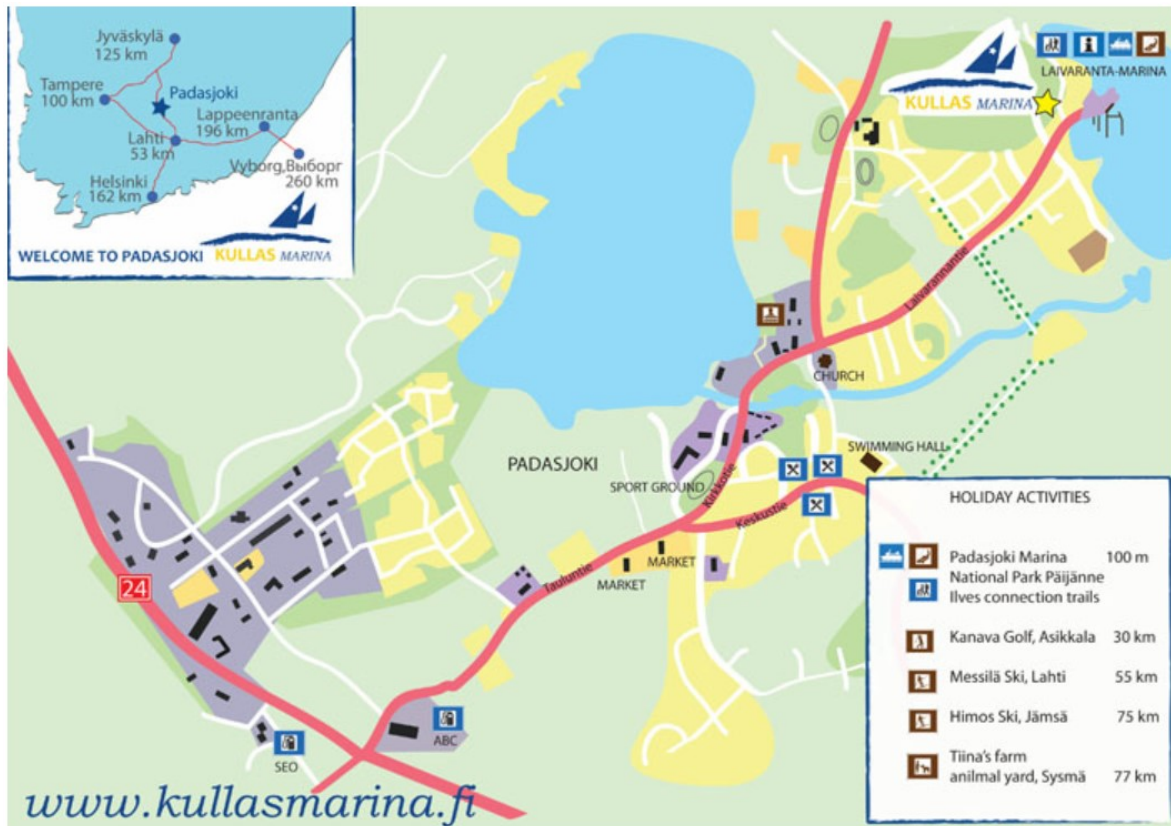 Jyväskylä
125 km
Tampere
100 km
Padasjoki
Lappeenranta
196 km
Lahti
53 km
Vyborg,Выборг
260 km
Helsinki
162 km
WELCOME TO PADASJOKI
KULLAS MARINA
KULLAS MARINA
LAIVARANTA-MARINA
Laivarannantie
CHURCH
SWIMMING HALL
PADASJOKI
SPORT GROUND
Kirkkotie
Keskustie
MARKET
MARKET
Tauluntie
24
ABC
SEO
www.kullasmarina.fi
HOLIDAY ACTIVITIES
Padasjoki Marina 100 m
National Park Päijänne
Ilves connection trails
Kanava Golf, Asikkala 30 km
Messilä Ski, Lahti 55 km
Himos Ski, Jämsä 75 km
Tiina's farm
anilmal yard, Sysmä 77 km